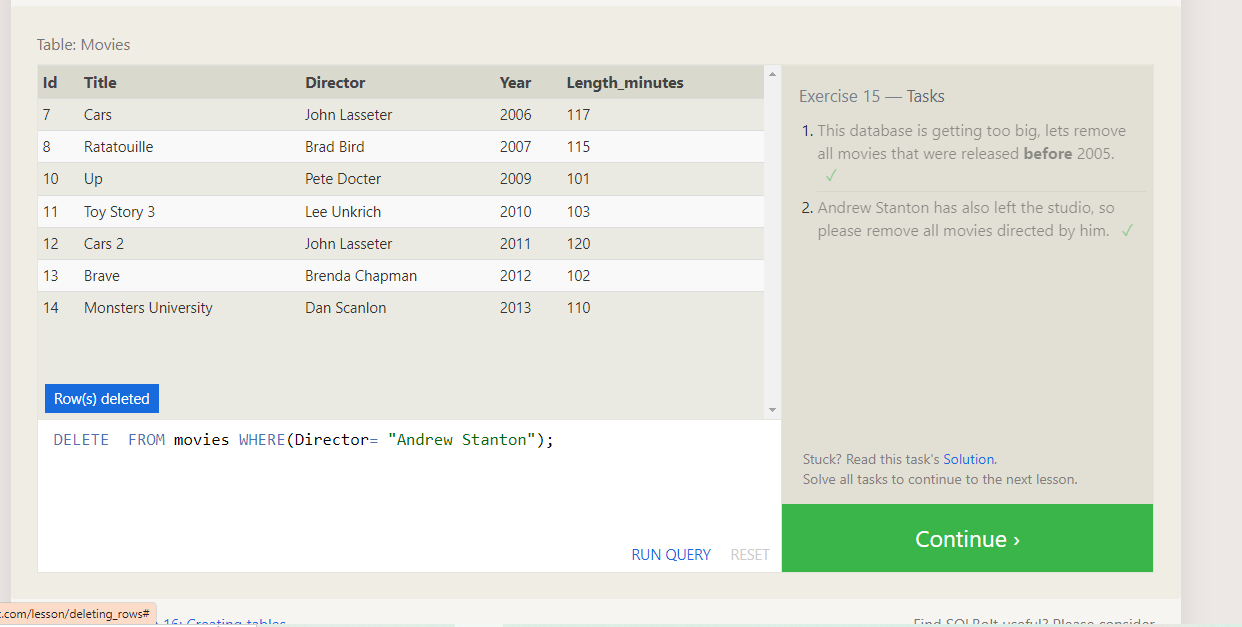 Table: Movies
Id Title Director Year Length_minutes
7 Cars John Lasseter 2006 117
8 Ratatouille Brad Bird 2007 115
10 Up Pete Docter 2009 101
11 Toy Story 3 Lee Unkrich 2010 103
12 Cars 2 John Lasseter 2011 120
13 Brave Brenda Chapman 2012 102
14 Monsters University Dan Scanlon 2013 110
Row(s) deleted
DELETE  FROM movies WHERE(Director= "Andrew Stanton");
RUN QUERY RESET
Exercise 15 — Tasks
1. This database is getting too big, lets remove
all movies that were released before 2005.
✓
2. Andrew Stanton has also left the studio, so
please remove all movies directed by him. ✓
Stuck? Read this task's Solution.
Solve all tasks to continue to the next lesson.
Continue ›
.com/lesson/deleting_rows#
16: Creating tables
Find SQLBolt useful? Please consider